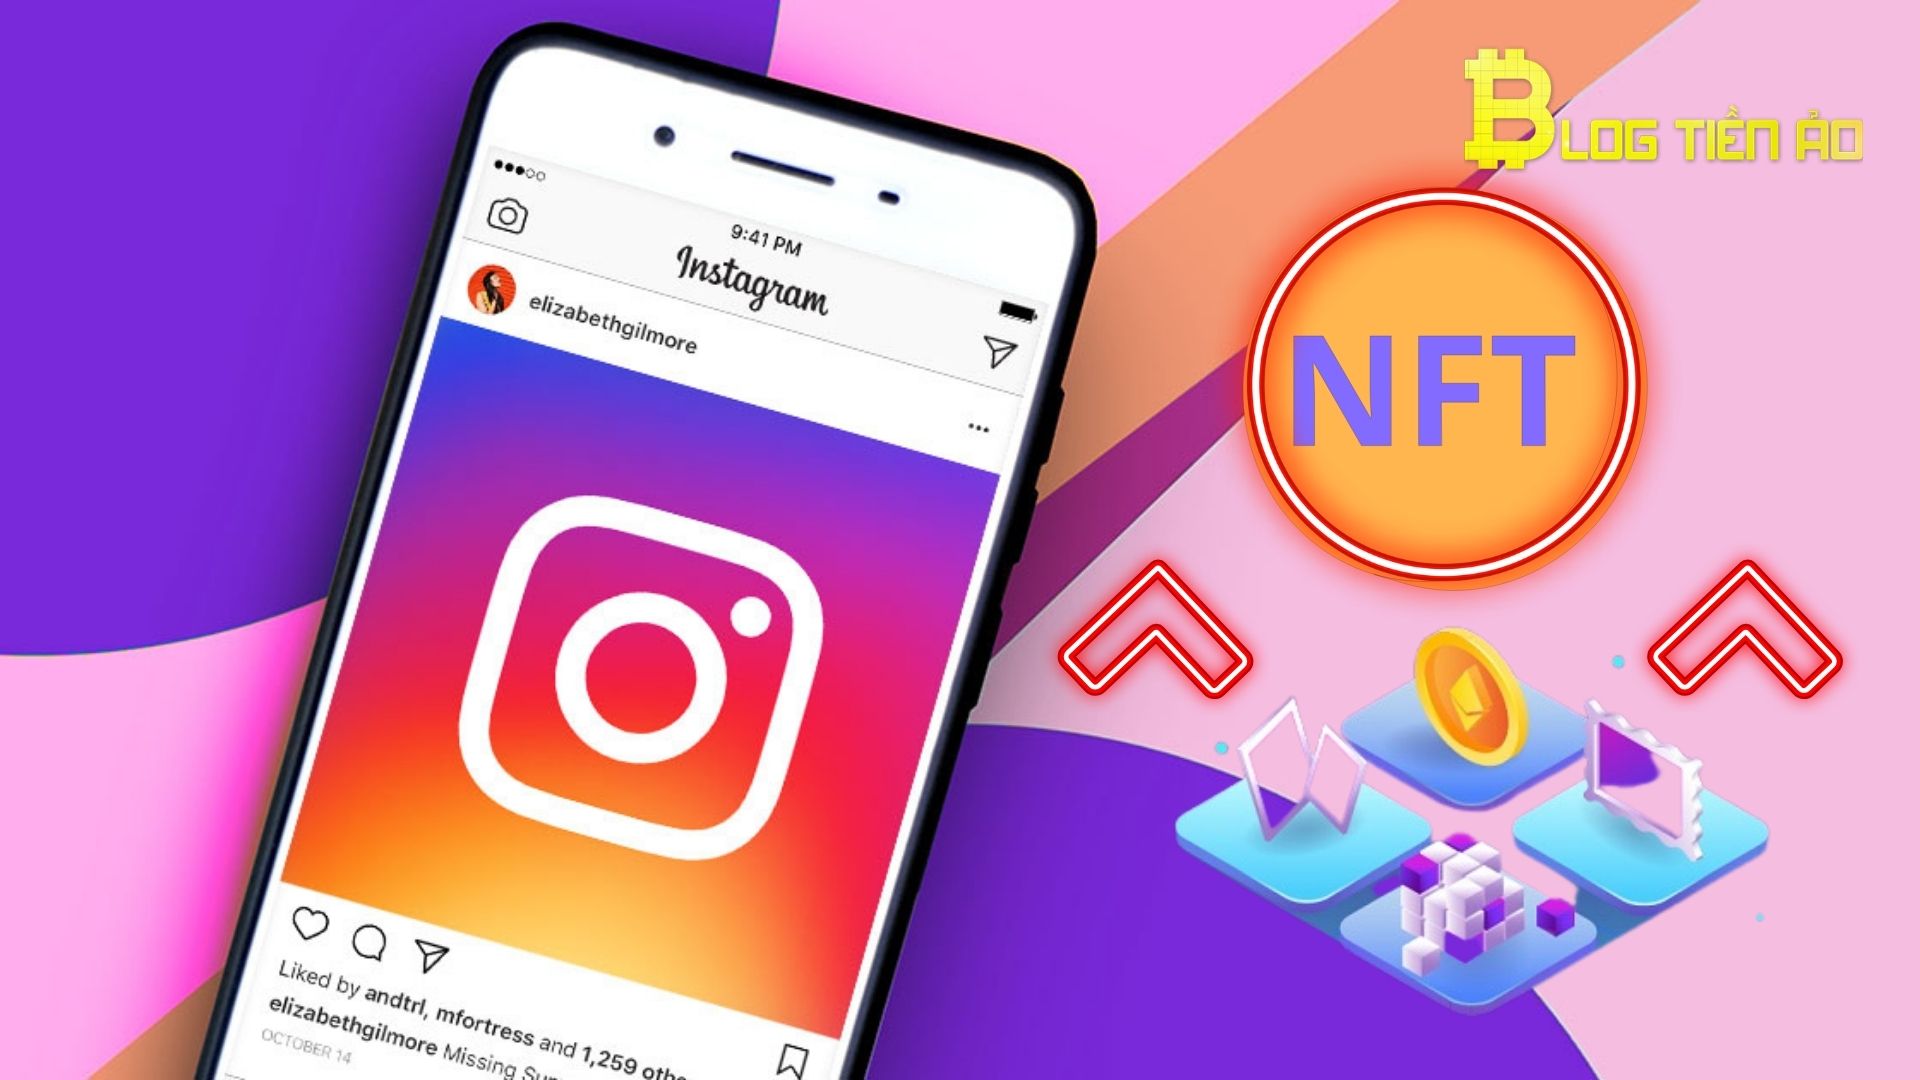 BLOG TIỀN ẢO
9:41 PM
Instagram
elizabethgilmore
NFT
Liked by andtrl, mfortress and 1,259
elizabethgilmore Missing
OCTOBER 14